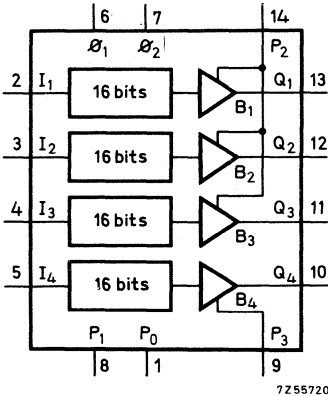 6 7 14
Ø1 Ø2 P2
2 I1 16 bits B1 Q1 13
3 I2 16 bits B2 Q2 12
4 I3 16 bits B3 Q3 11
5 I4 16 bits B4 Q4 10
P1 P0 P3
8 1 9
7Z55720